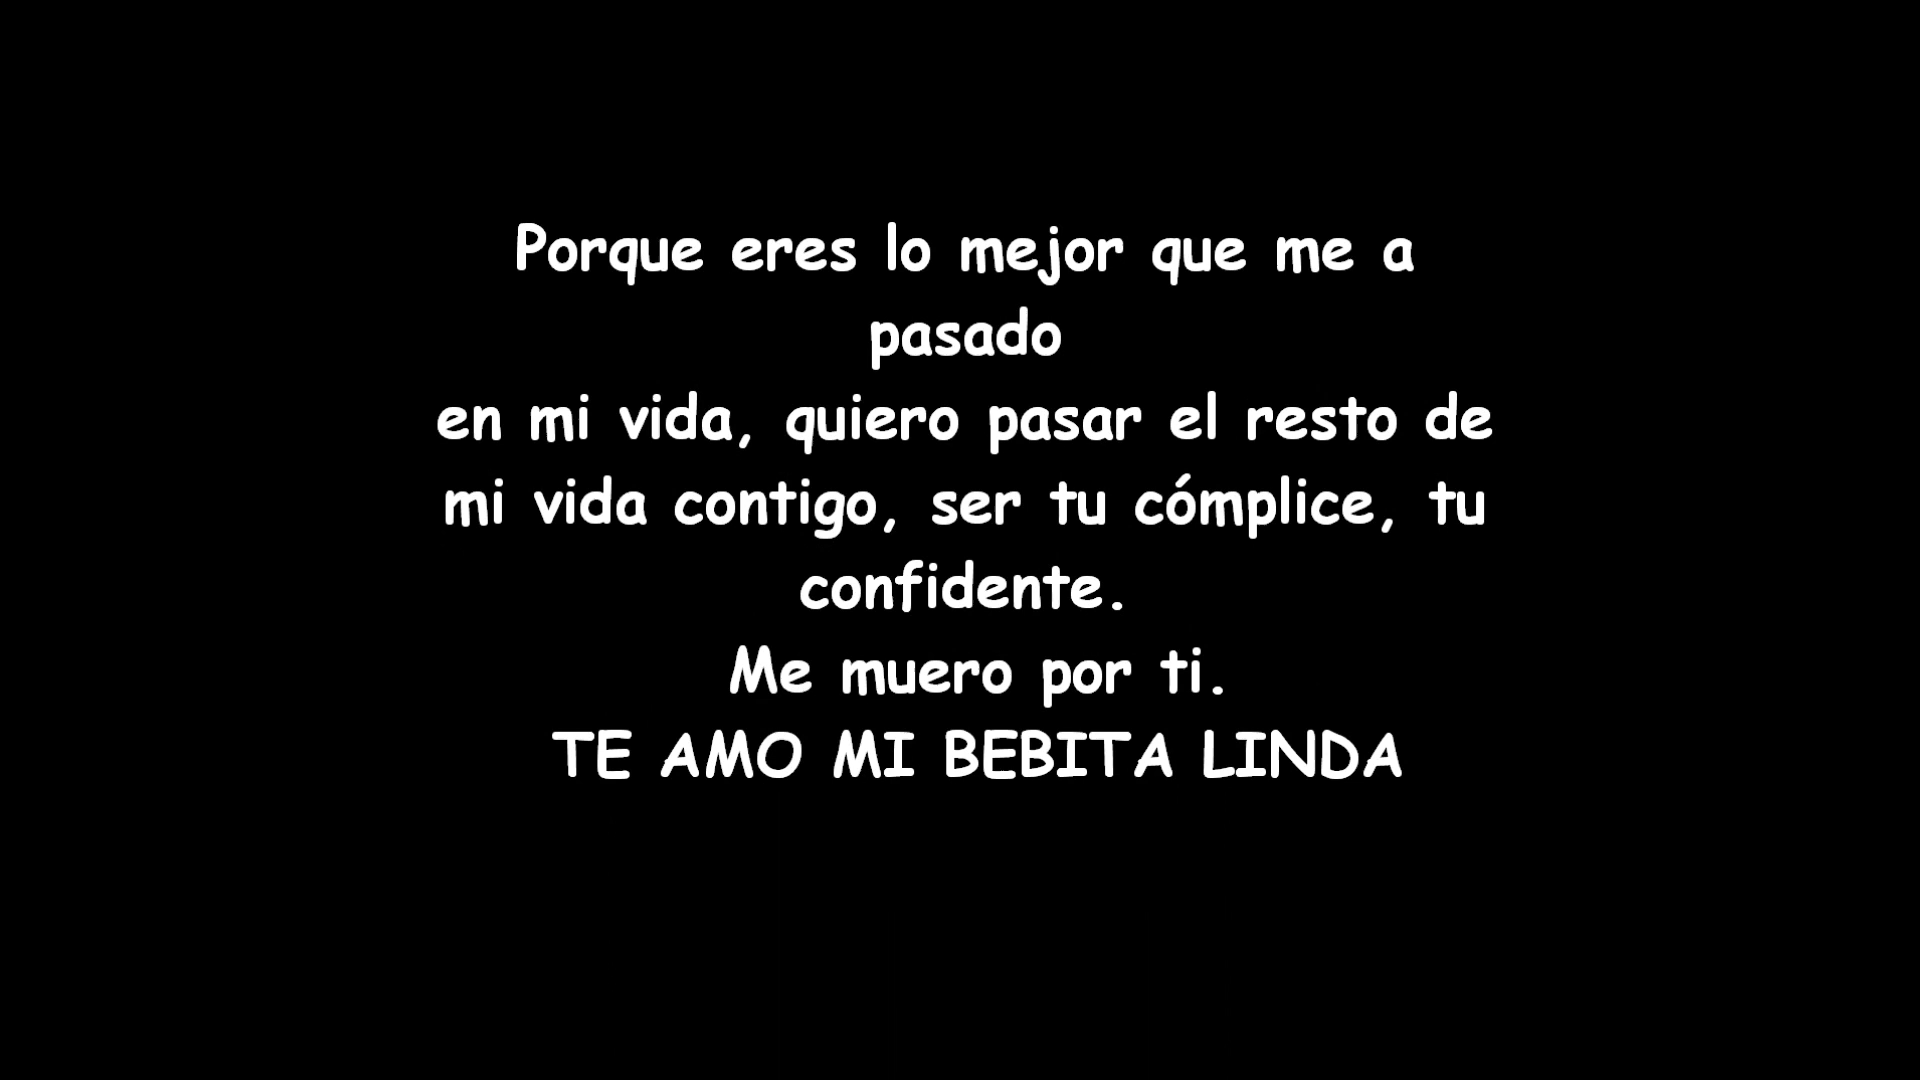 Porque eres lo mejor que me a
pasado
en mi vida, quiero pasar el resto de
mi vida contigo, ser tu cómplice, tu
confidente.
Me muero por ti.
TE AMO MI BEBITA LINDA